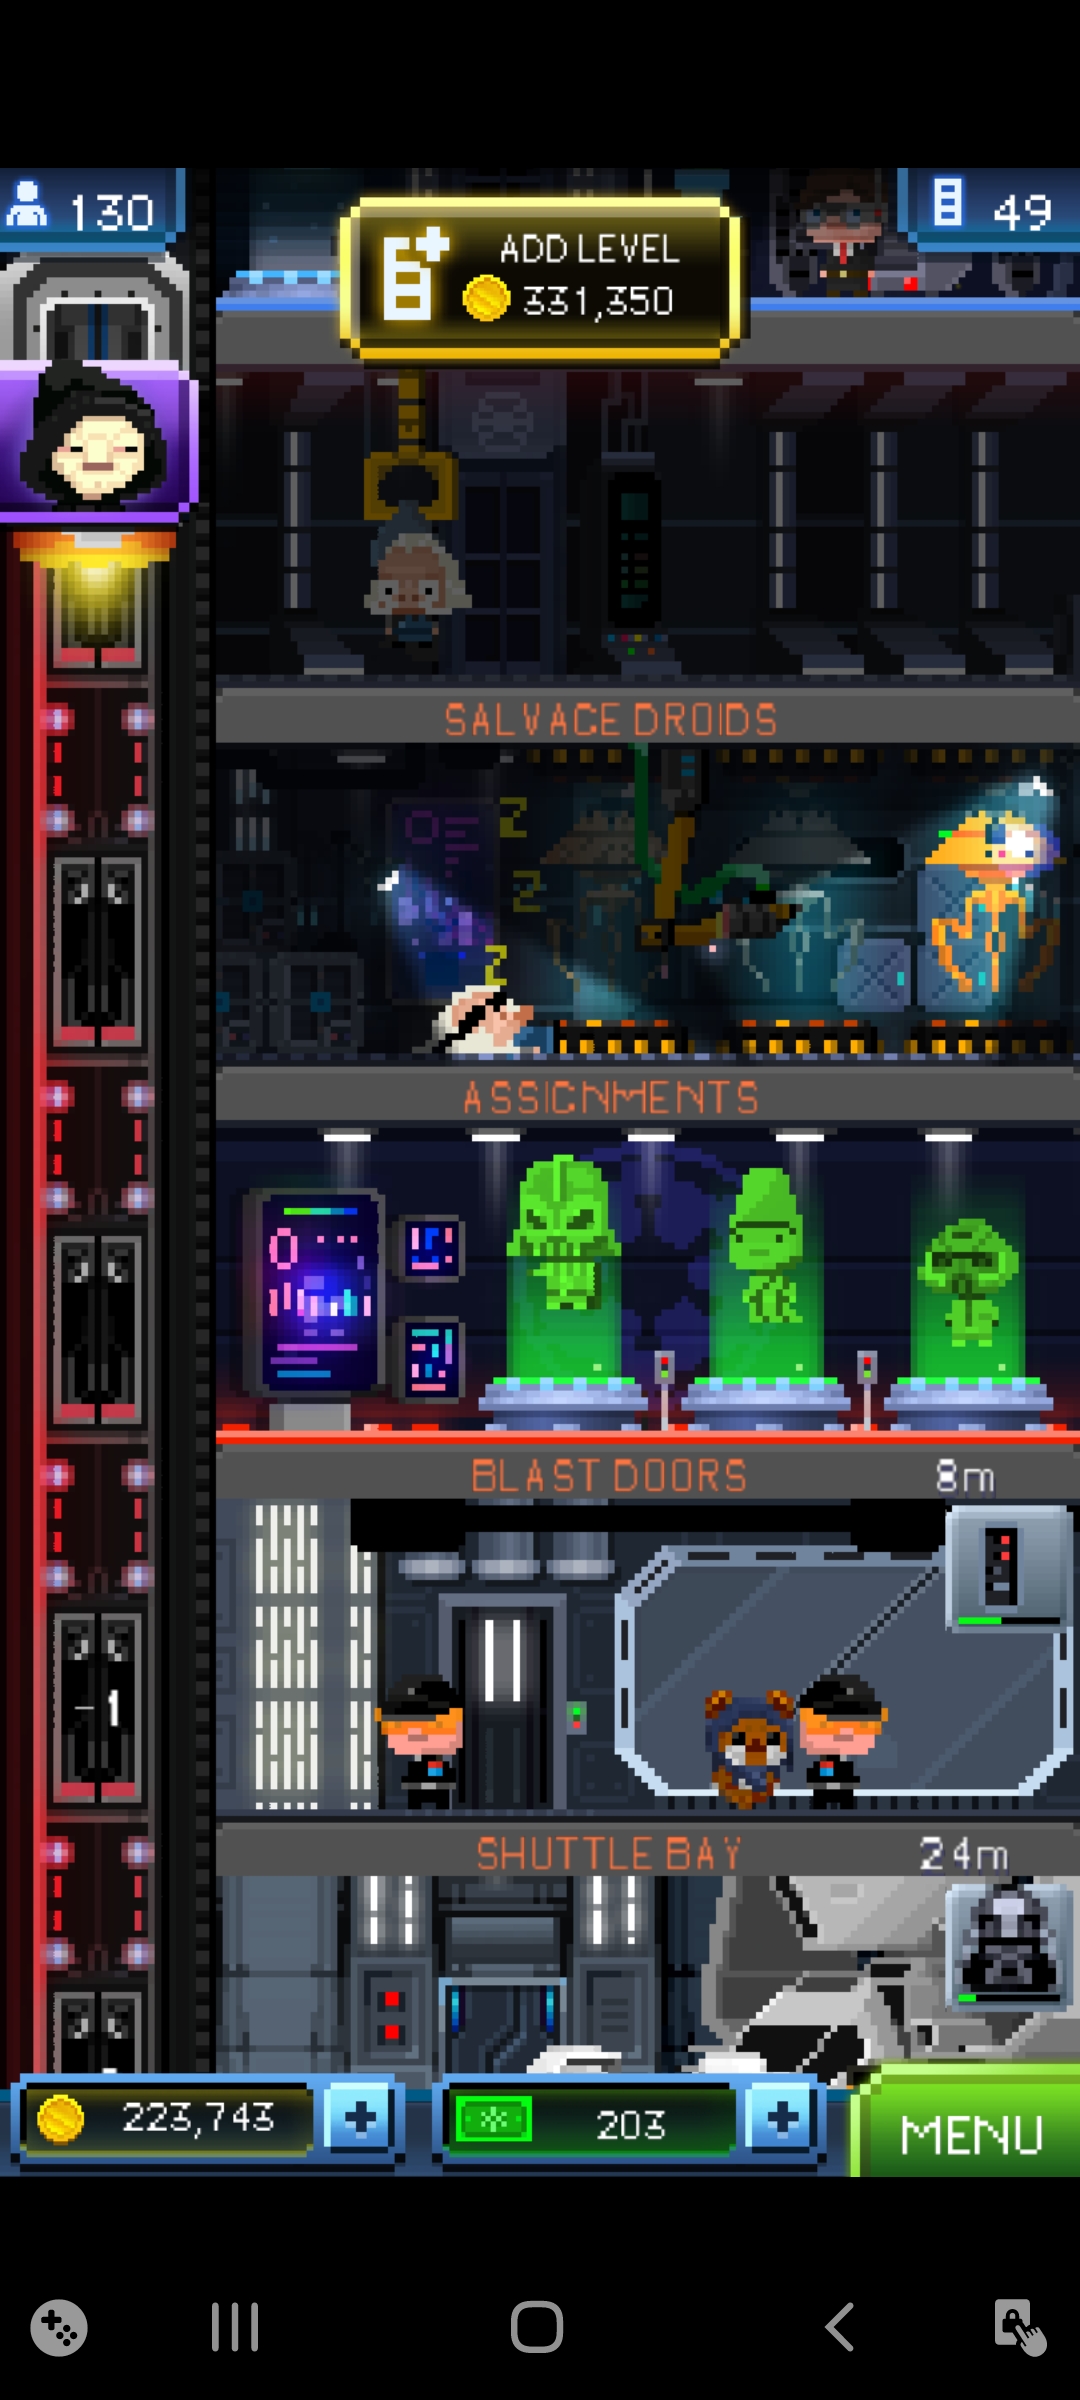 130
49
ADD LEVEL
331,350
SALVAGE DROIDS
Z
Z
Z
ASSIGNMENTS
BLAST DOORS 8m
-1
SHUTTLE BAY 24m
223,743
203
MENU